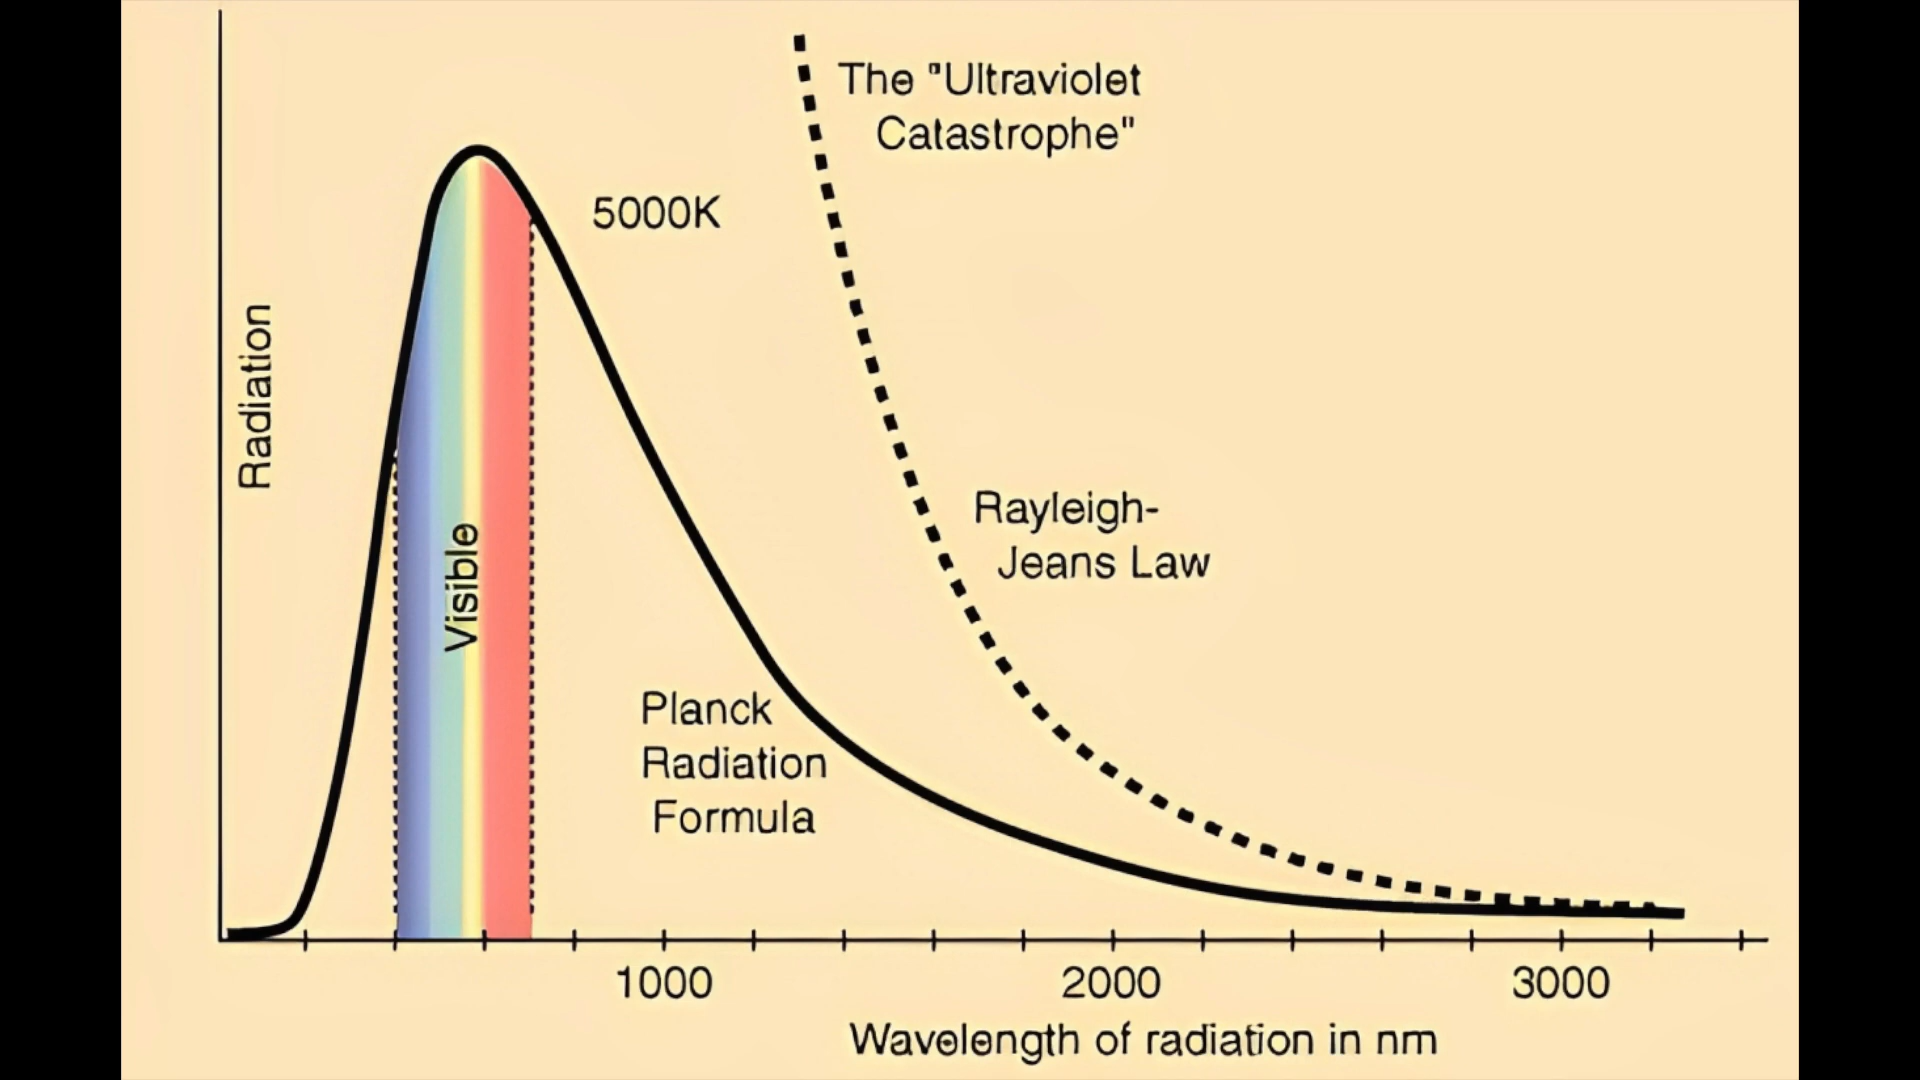 The "Ultraviolet
Catastrophe"
5000K
Radiation
Rayleigh-
Jeans Law
Visible
Planck
Radiation
Formula
1000
2000
3000
Wavelength of radiation in nm